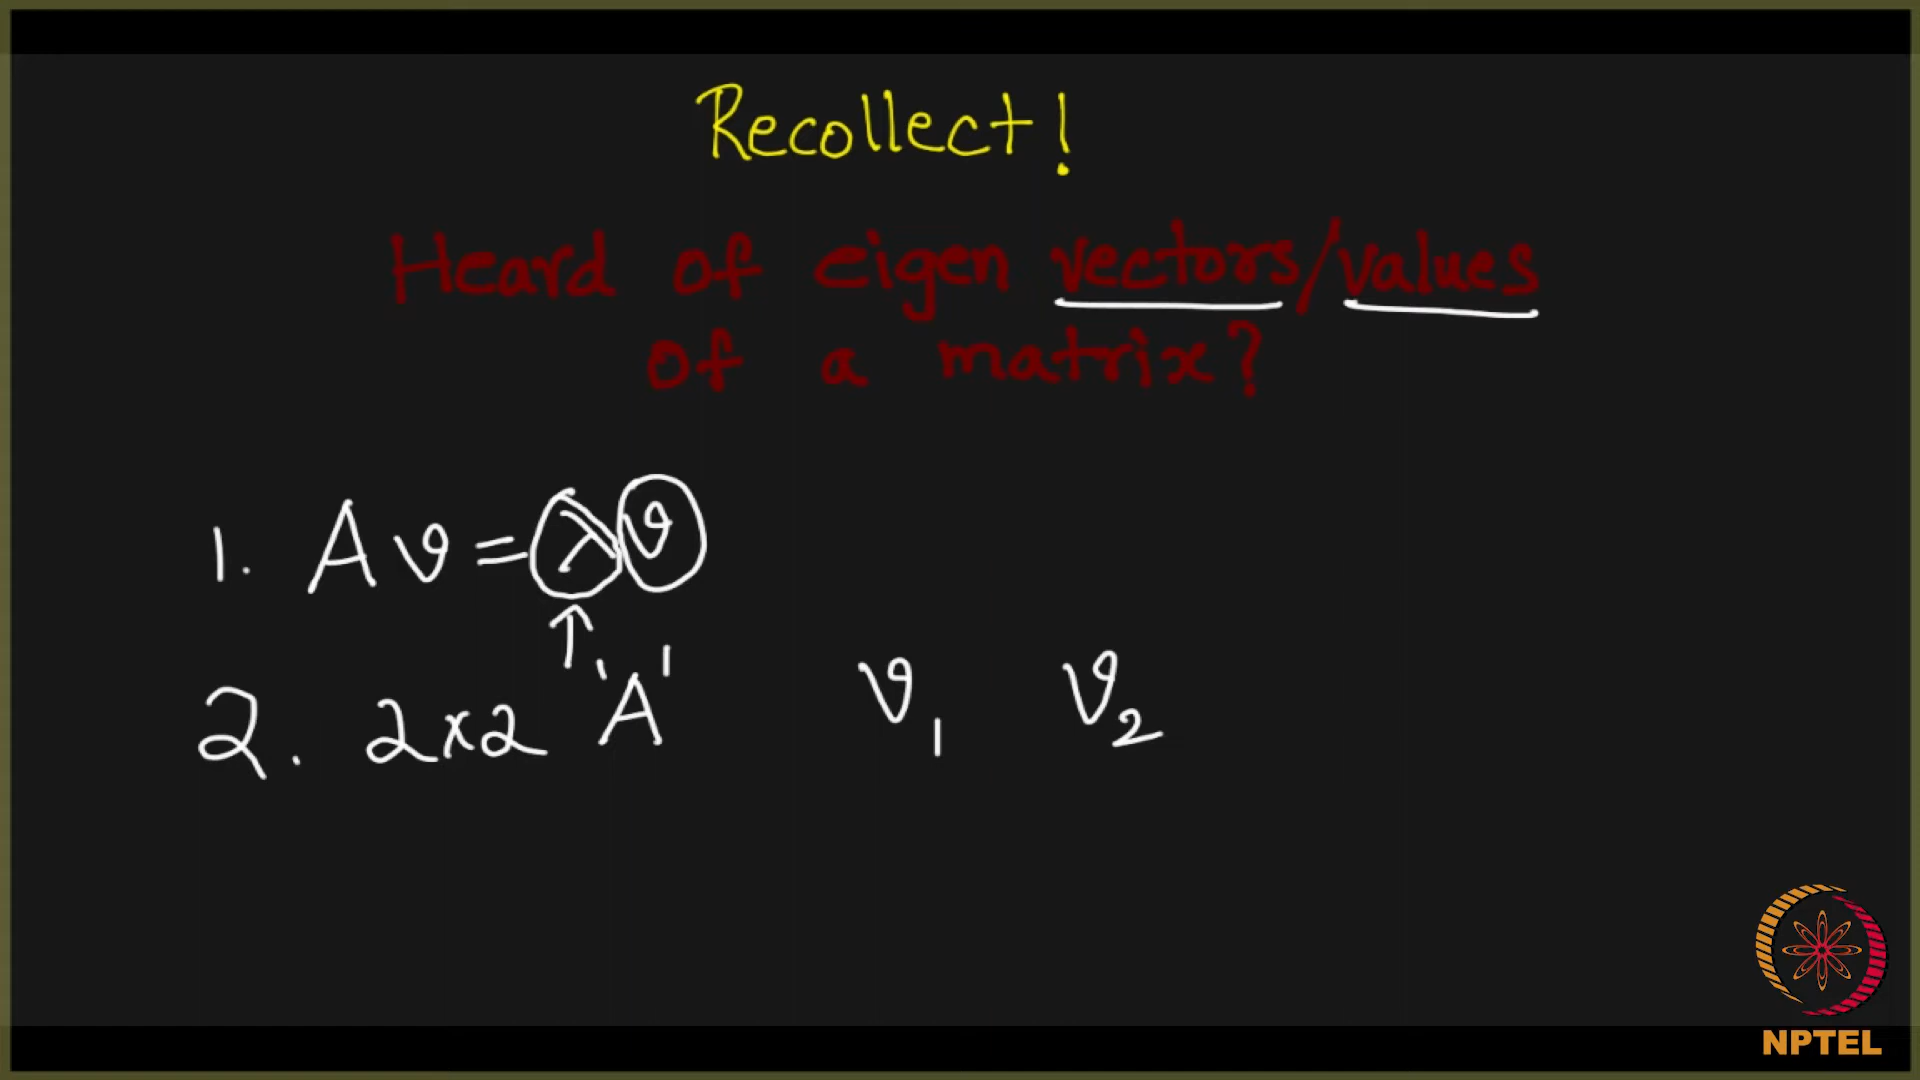 Recollect!
Heard of eigen vectors/values
of a matrix?
1. Av = λv
↑
2. 2x2 'A' v₁ v₂
NPTEL